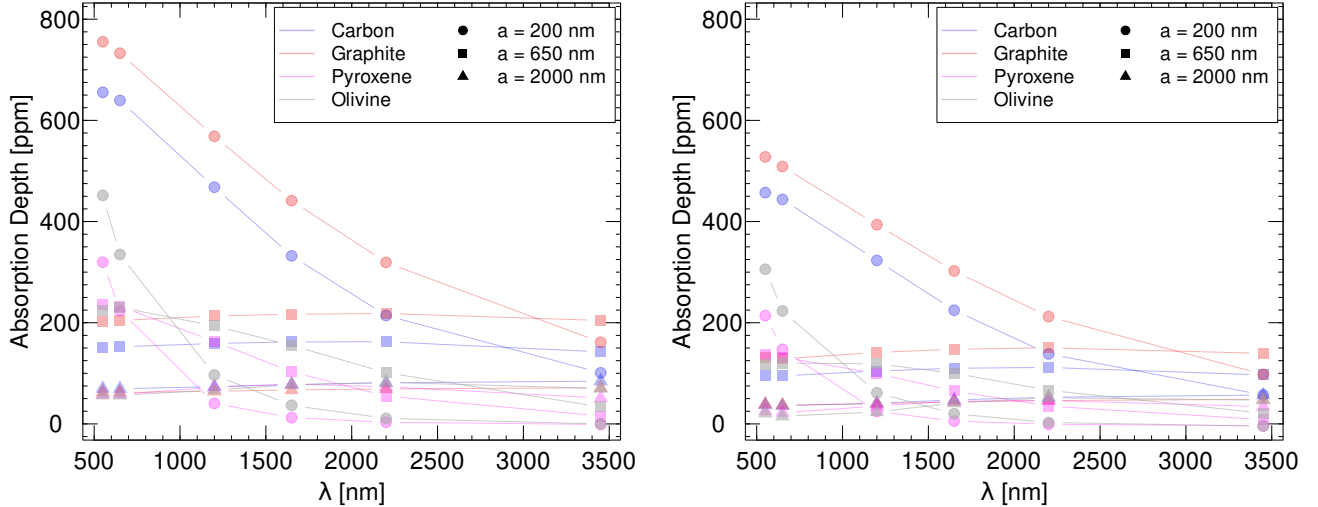 800
600
400
200
0
Absorption Depth [ppm]
500 1000 1500 2000 2500 3000 3500
λ [nm]
Carbon a = 200 nm
Graphite a = 650 nm
Pyroxene a = 2000 nm
Olivine
800
600
400
200
0
Absorption Depth [ppm]
500 1000 1500 2000 2500 3000 3500
λ [nm]
Carbon a = 200 nm
Graphite a = 650 nm
Pyroxene a = 2000 nm
Olivine